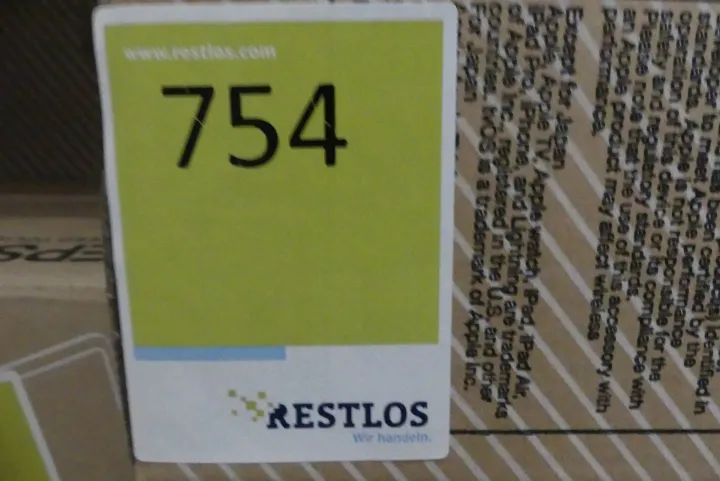 www.restlos.com
754
RESTLOS
Wir handeln.
EPS
standards. Apple is not responsible for the
operation of this device or its compliance with
safety and regulatory standards.
Please note that the use of this accessory with
an Apple product may affect wireless
performance.
Except for Japan
Apple, Apple TV, Apple watch, iPad, iPad Air,
iPad Pro, iPhone, and Lightning are trademarks
of Apple Inc., registered in the U.S. and other
countries. tvOS is a trademark of Apple Inc.
For Japan